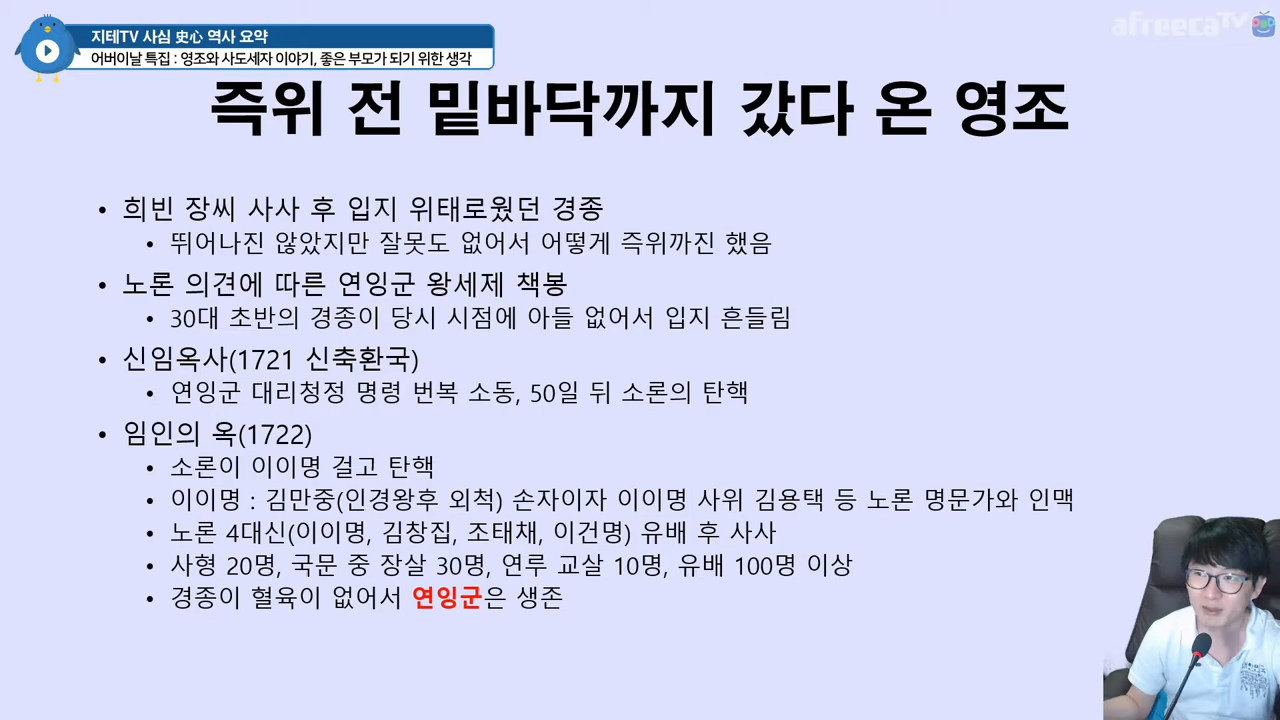 지테TV 사심 史心 역사 요약
어버이날 특집 : 영조와 사도세자 이야기, 좋은 부모가 되기 위한 생각
afreecaTV
즉위 전 밑바닥까지 갔다 온 영조
• 희빈 장씨 사사 후 입지 위태로웠던 경종
• 뛰어나진 않았지만 잘못도 없어서 어떻게 즉위까진 했음
• 노론 의견에 따른 연잉군 왕세제 책봉
• 30대 초반의 경종이 당시 시점에 아들 없어서 입지 흔들림
• 신임옥사(1721 신축환국)
• 연잉군 대리청정 명령 번복 소동, 50일 뒤 소론의 탄핵
• 임인의 옥(1722)
• 소론이 이이명 걸고 탄핵
• 이이명 : 김만중(인경왕후 외척) 손자이자 이이명 사위 김용택 등 노론 명문가와 인맥
• 노론 4대신(이이명, 김창집, 조태채, 이건명) 유배 후 사사
• 사형 20명, 국문 중 장살 30명, 연루 교살 10명, 유배 100명 이상
• 경종이 혈육이 없어서 연잉군은 생존